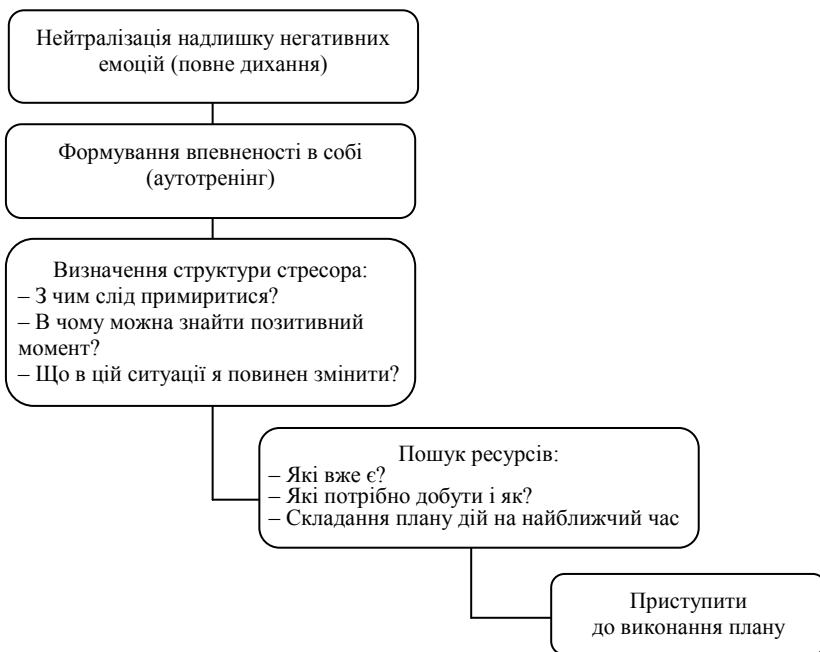 Нейтралізація надлишку негативних
емоцій (повне дихання)
Формування впевненості в собі
(аутотренінг)
Визначення структури стресора:
– З чим слід примиритися?
– В чому можна знайти позитивний
момент?
– Що в цій ситуації я повинен змінити?
Пошук ресурсів:
– Які вже є?
– Які потрібно добути і як?
– Складання плану дій на найближчий час
Приступити
до виконання плану